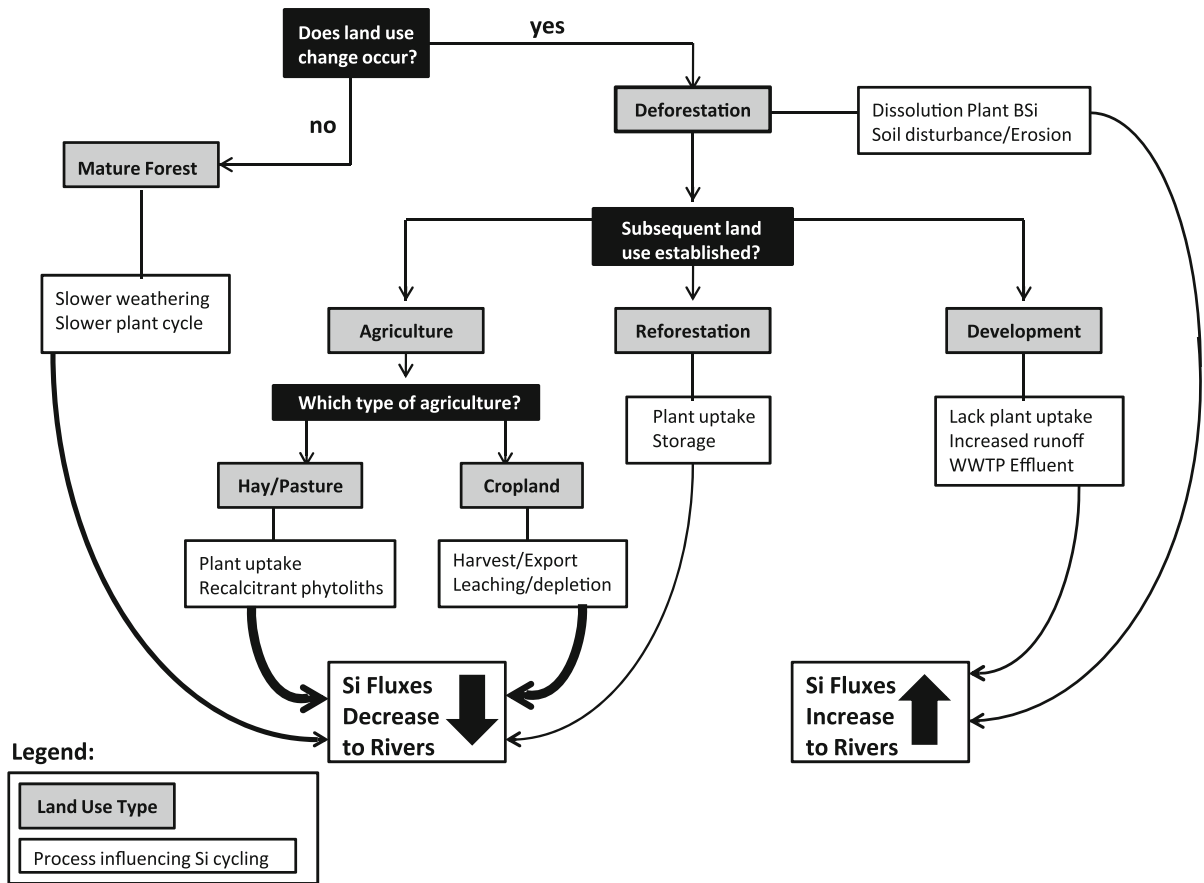 Does land use
change occur?
yes
no
Deforestation
Dissolution Plant BSi
Soil disturbance/Erosion
Mature Forest
Subsequent land
use established?
Slower weathering
Slower plant cycle
Agriculture
Reforestation
Development
Which type of agriculture?
Plant uptake
Storage
Lack plant uptake
Increased runoff
WWTP Effluent
Hay/Pasture
Cropland
Plant uptake
Recalcitrant phytoliths
Harvest/Export
Leaching/depletion
Si Fluxes
Decrease
to Rivers
Si Fluxes
Increase
to Rivers
Legend:
Land Use Type
Process influencing Si cycling